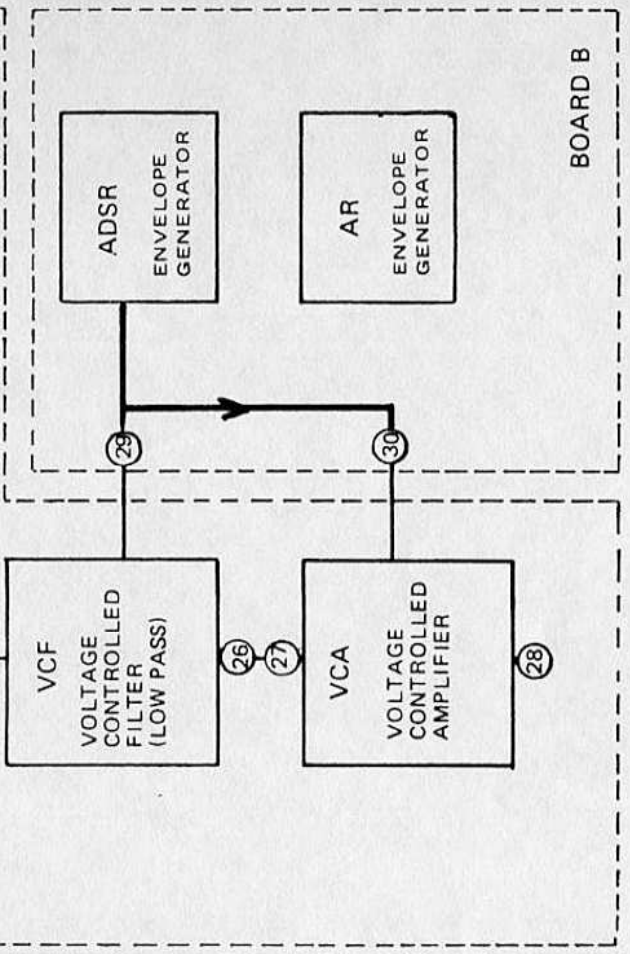 ADSR
ENVELOPE
GENERATOR
AR
ENVELOPE
GENERATOR
BOARD B
29
30
VCF
VOLTAGE
CONTROLLED
FILTER
(LOW PASS)
26
27
VCA
VOLTAGE
CONTROLLED
AMPLIFIER
28